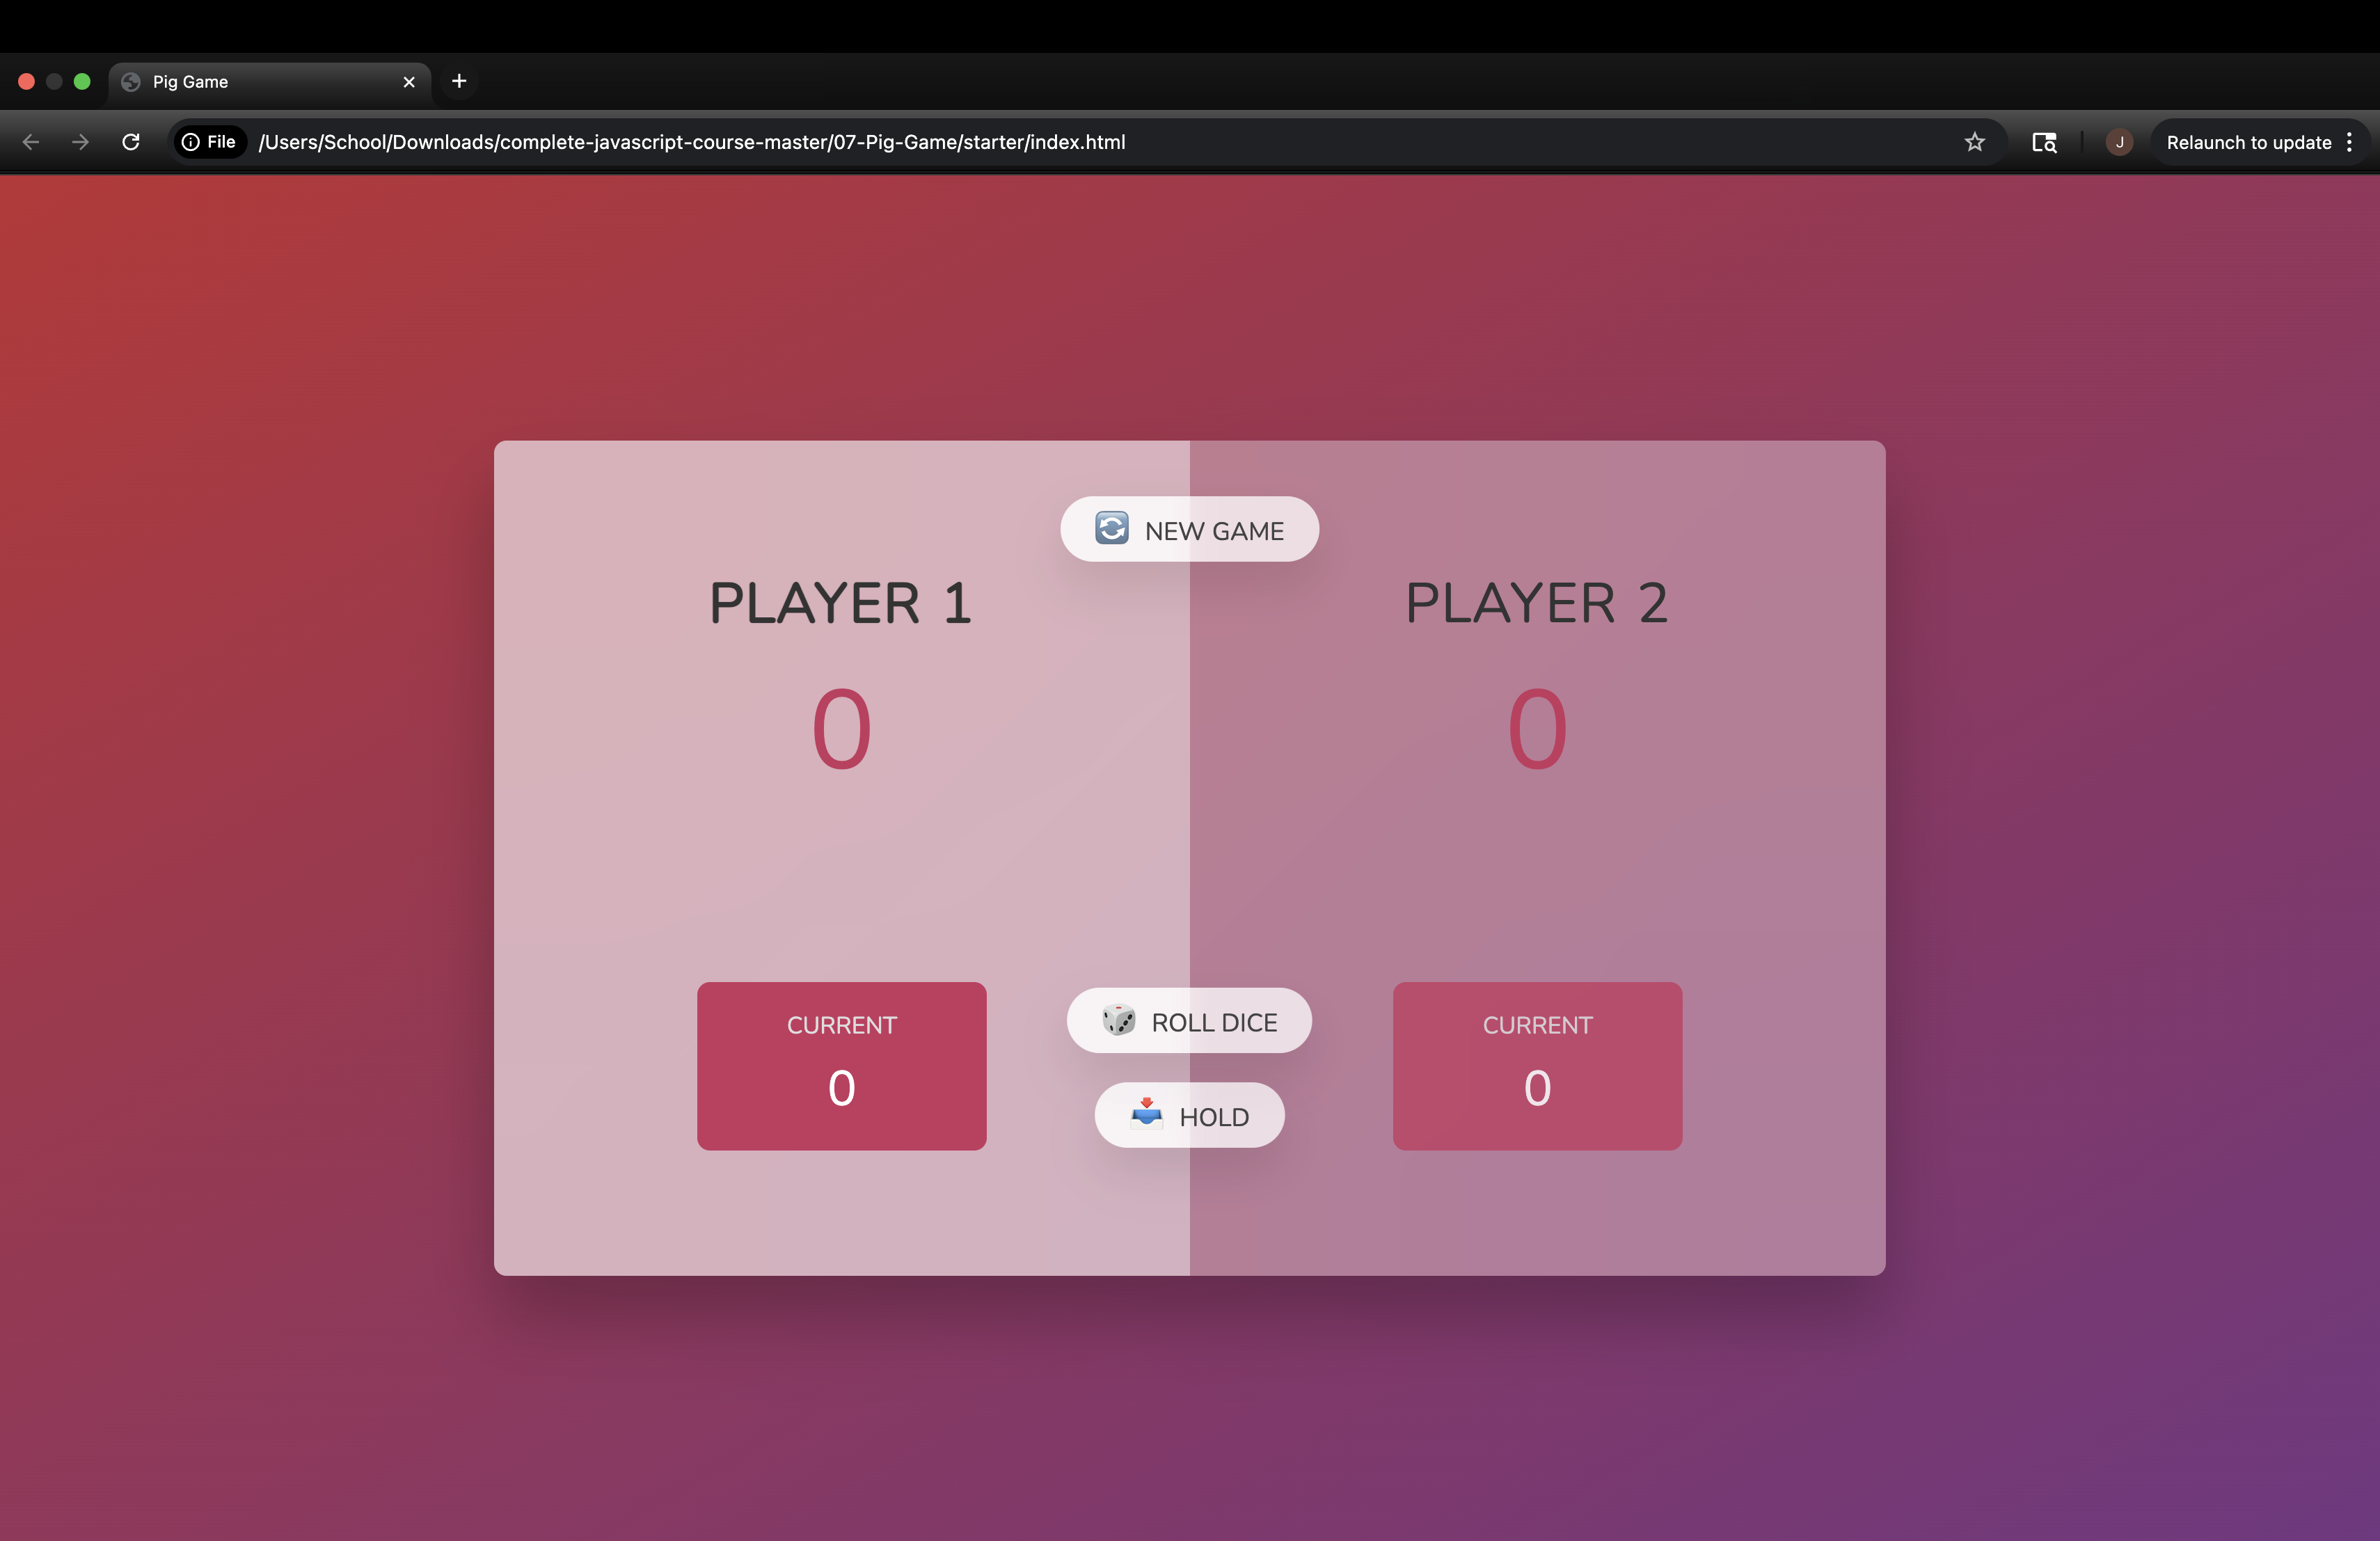 Pig Game
File /Users/School/Downloads/complete-javascript-course-master/07-Pig-Game/starter/index.html
J
Relaunch to update
NEW GAME
PLAYER 1
0
PLAYER 2
0
CURRENT
0
ROLL DICE
HOLD
CURRENT
0